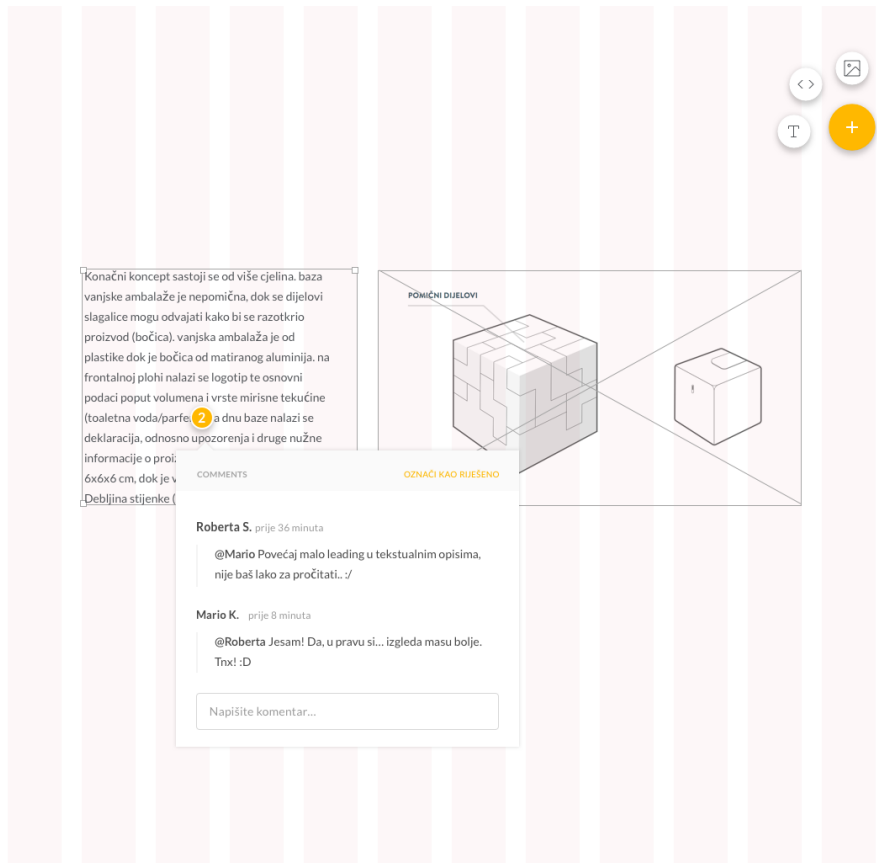 Konačni koncept sastoji se od više cjelina. baza
vanjske ambalaže je nepomična, dok se dijelovi
slagalice mogu odvajati kako bi se razotkrio
proizvod (bočica). vanjska ambalaža je od
plastike dok je bočica od matiranog aluminija. na
frontalnoj plohi nalazi se logotip te osnovni
podaci poput volumena i vrste mirisne tekućine
(toaletna voda/parfe 2 a dnu baze nalazi se
deklaracija, odnosno upozorenja i druge nužne
informacije o proiz
6x6x6 cm, dok je v
Debljina stijenke (
POMIČNI DIJELOVI
T
COMMENTS OZNAČI KAO RIJEŠENO
Roberta S. prije 36 minuta
@Mario Povećaj malo leading u tekstualnim opisima,
nije baš lako za pročitati.. :/
Mario K. prije 8 minuta
@Roberta Jesam! Da, u pravu si... izgleda masu bolje.
Tnx! :D
Napišite komentar...